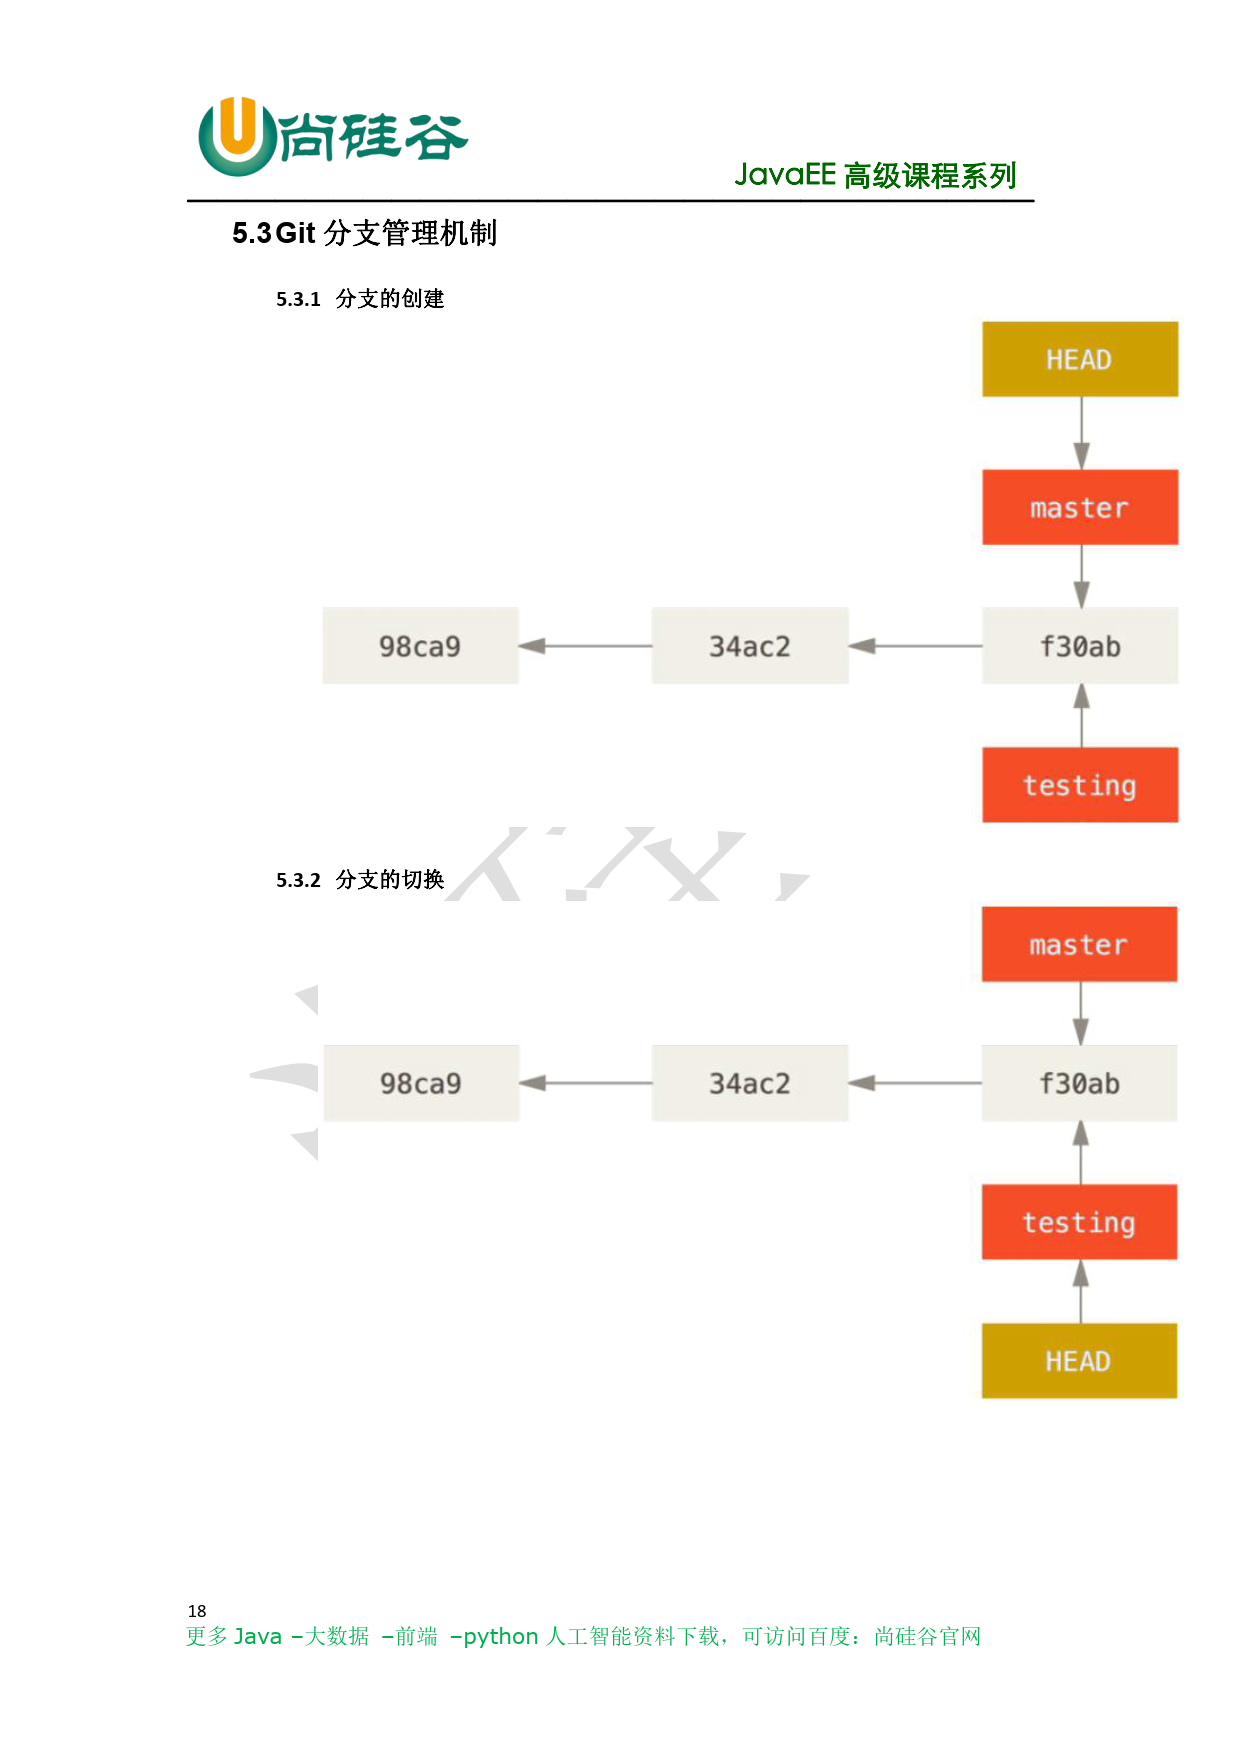 尚硅谷
JavaEE 高级课程系列
5.3 Git 分支管理机制
5.3.1 分支的创建
HEAD
master
98ca9 34ac2 f30ab
testing
5.3.2 分支的切换
master
98ca9 34ac2 f30ab
testing
HEAD
18
更多 Java –大数据 –前端 –python 人工智能资料下载，可访问百度：尚硅谷官网